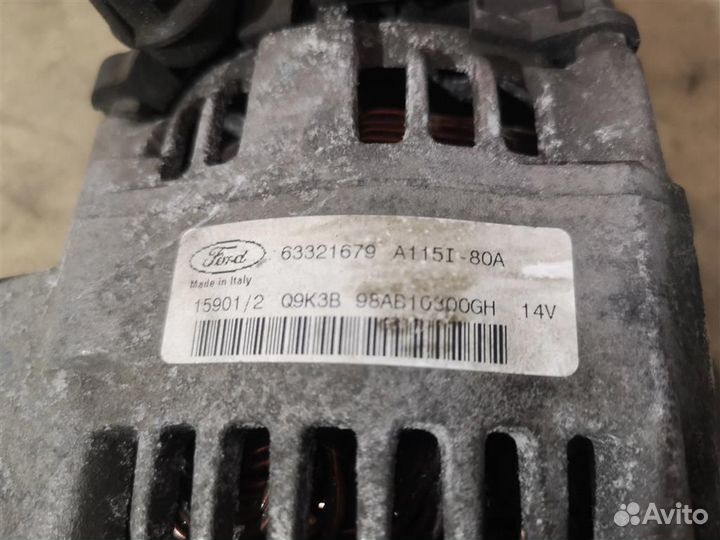 Ford 63321679 A115I-80A
Made in Italy
15901/2 Q9K3B 98AB10300GH 14V
Avito